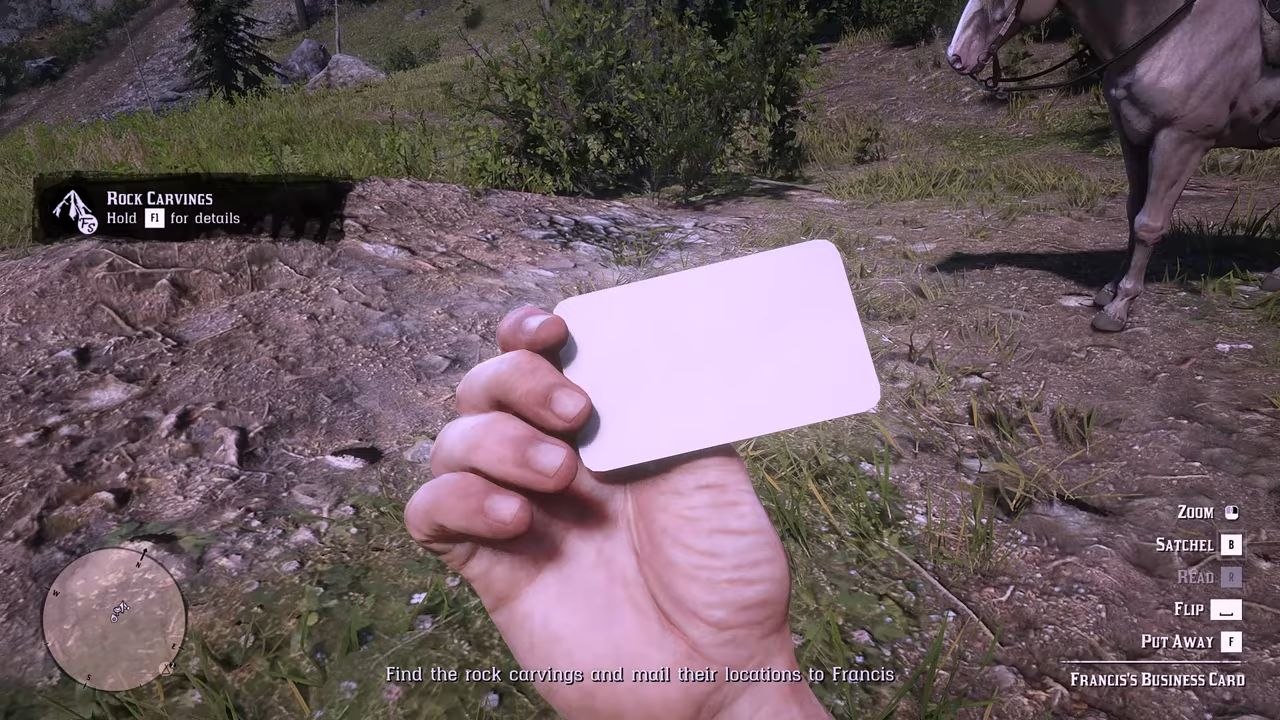 Rock Carvings
Hold F1 for details
Zoom
Satchel B
Read R
Flip
Put Away F
Find the rock carvings and mail their locations to Francis
Francis's Business Card